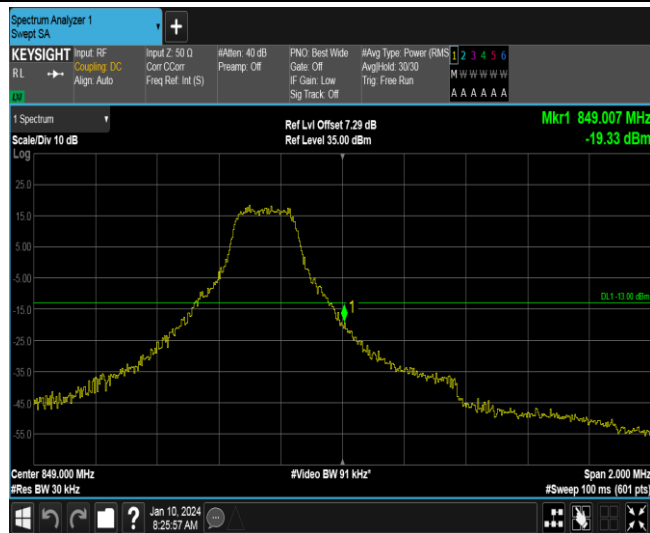 Spectrum Analyzer 1
Swept SA
+
KEYSIGHT
RL
Input: RF
Coupling: DC
Align: Auto
Input Z: 50 Ω
Corr CCorr
Freq Ref: Int (S)
#Atten: 40 dB
Preamp: Off
PNO: Best Wide
Gate: Off
IF Gain: Low
Sig Track: Off
#Avg Type: Power (RMS
Avg|Hold: 30/30
Trig: Free Run
1 2 3 4 5 6
M W W W W W
A A A A A A
1 Spectrum
Scale/Div 10 dB
Log
Ref Lvl Offset 7.29 dB
Ref Level 35.00 dBm
Mkr1 849.007 MHz
-19.33 dBm
25.0
15.0
5.00
-5.00
DL1 -13.00 dBm
1
-15.0
-25.0
-35.0
-45.0
-55.0
Center 849.000 MHz
#Res BW 30 kHz
#Video BW 91 kHz*
Span 2.000 MHz
#Sweep 100 ms (601 pts)
?
Jan 10, 2024
8:25:57 AM